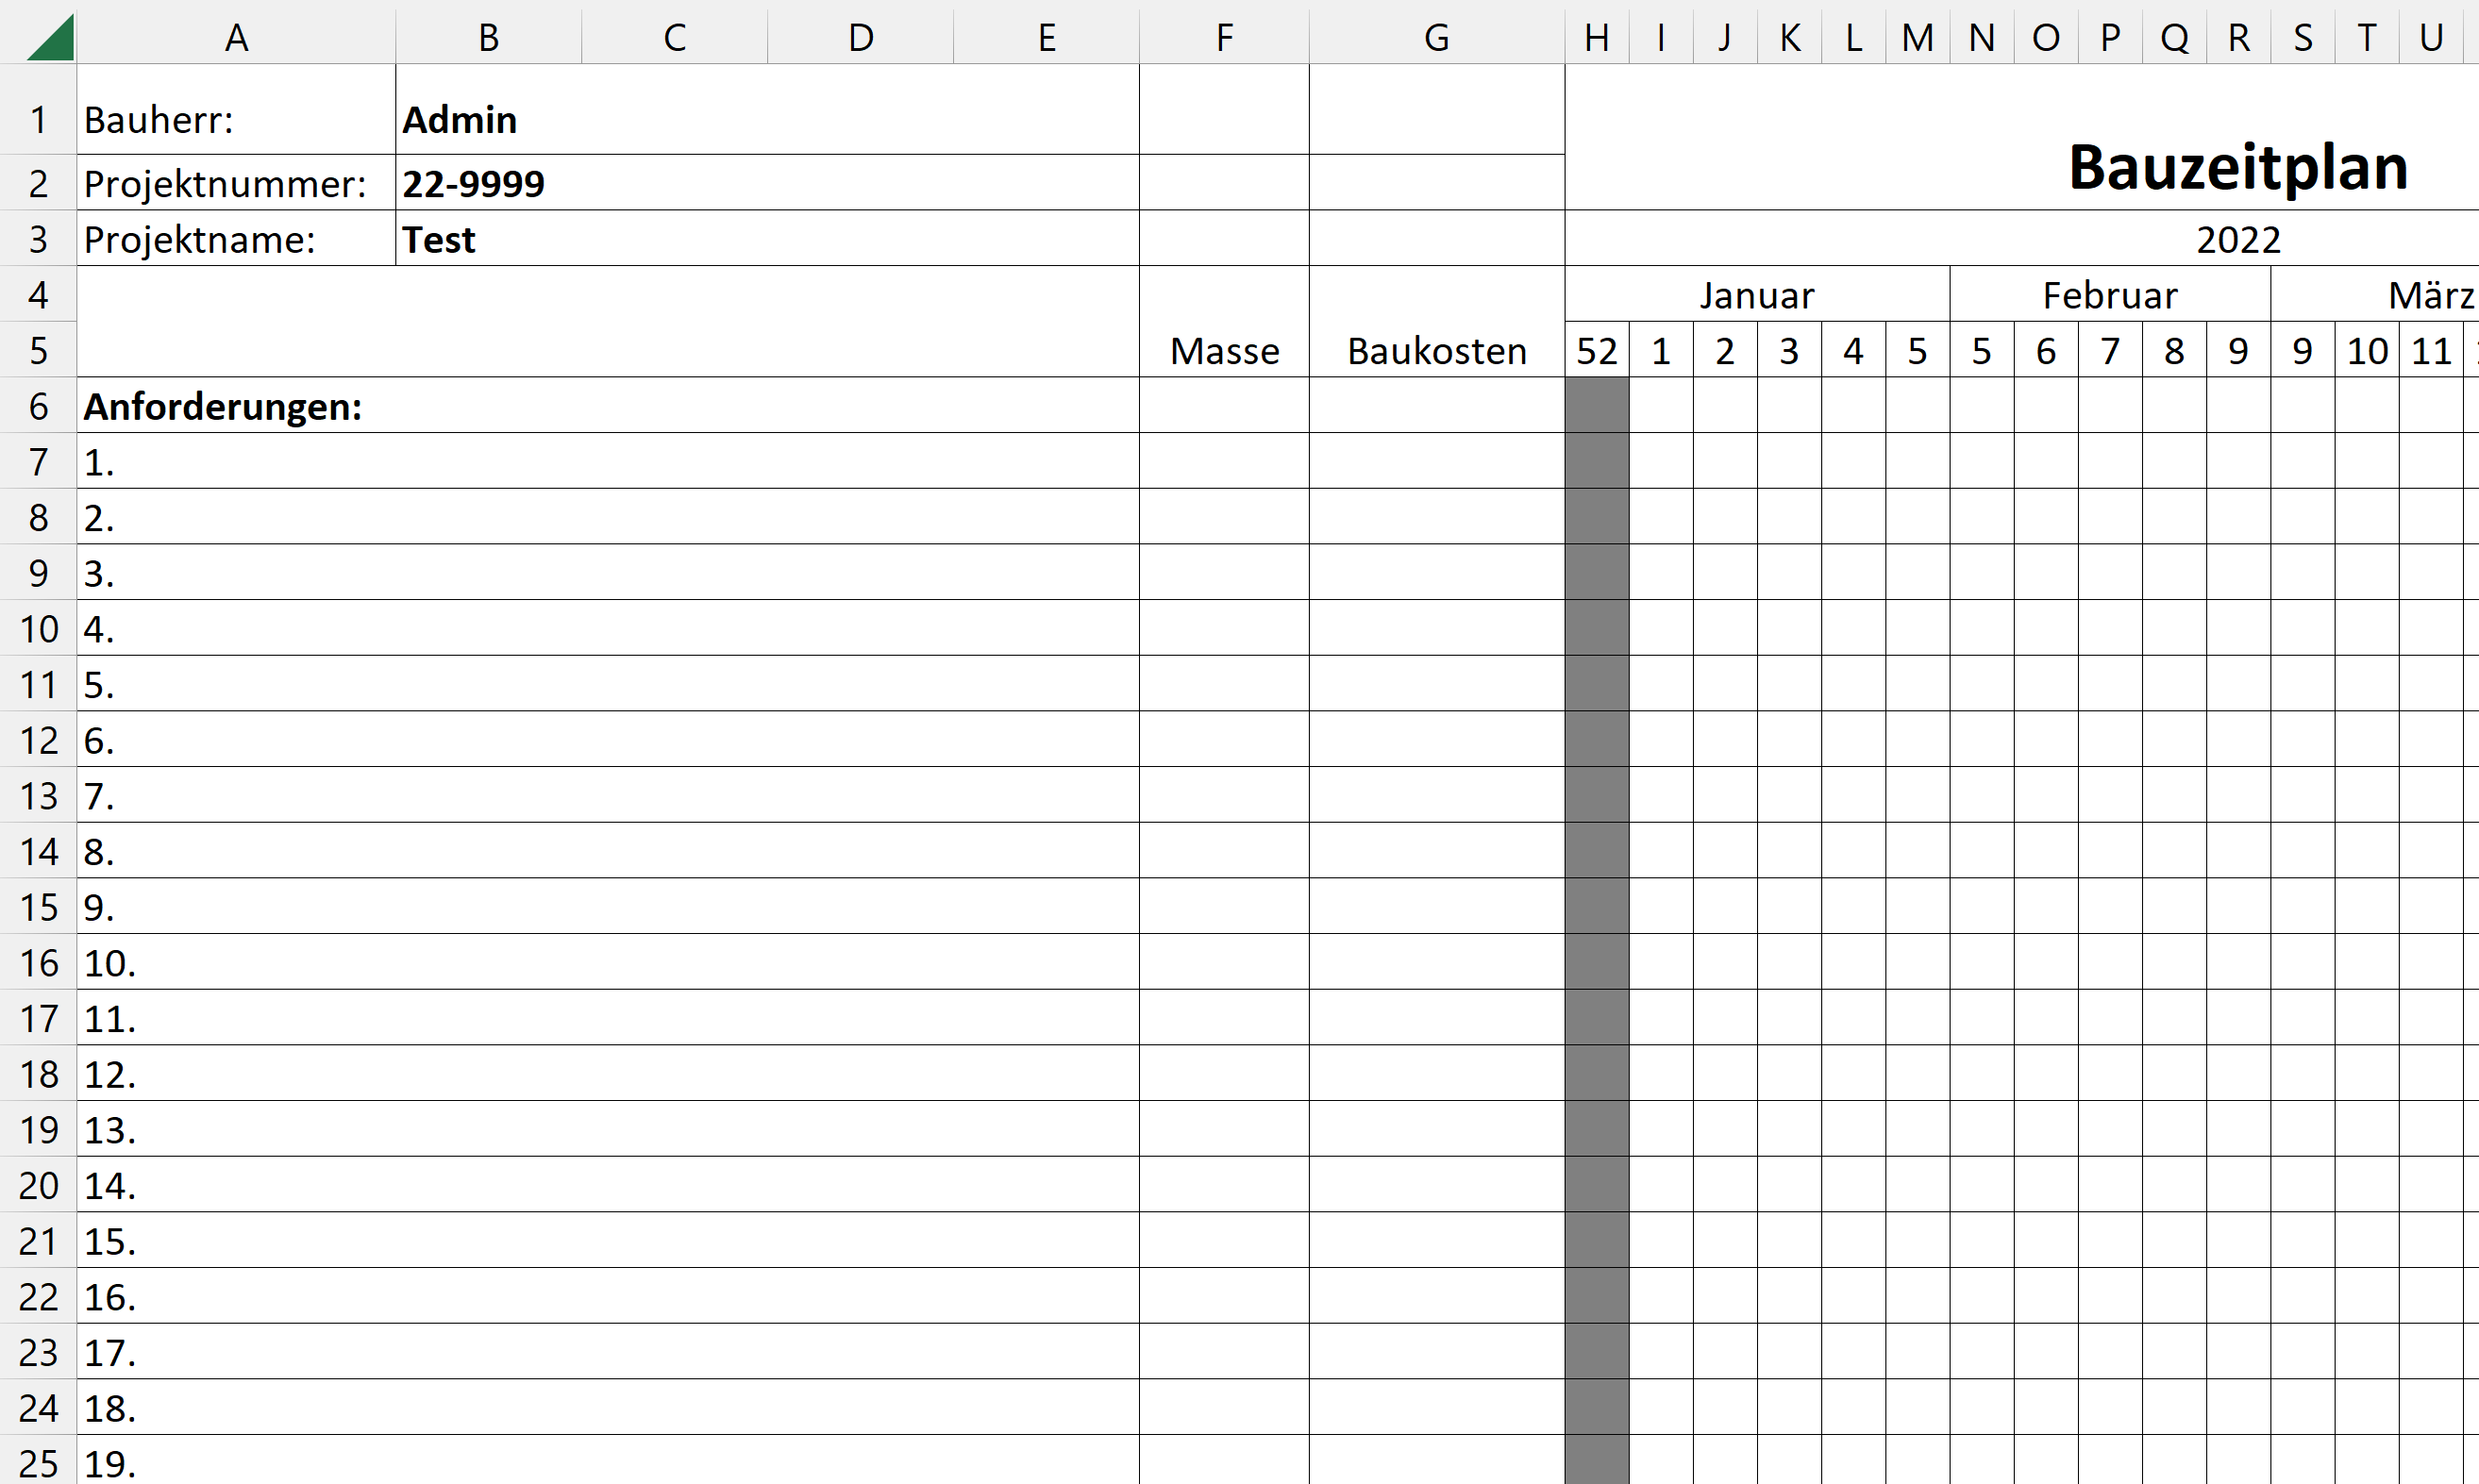 A B C D E F G H I J K L M N O P Q R S T U
1 Bauherr: Admin
Bauzeitplan
2 Projektnummer: 22-9999
3 Projektname: Test 2022
4 Januar Februar März
5 Masse Baukosten 52 1 2 3 4 5 5 6 7 8 9 9 10 11
6 Anforderungen:
7 1.
8 2.
9 3.
10 4.
11 5.
12 6.
13 7.
14 8.
15 9.
16 10.
17 11.
18 12.
19 13.
20 14.
21 15.
22 16.
23 17.
24 18.
25 19.